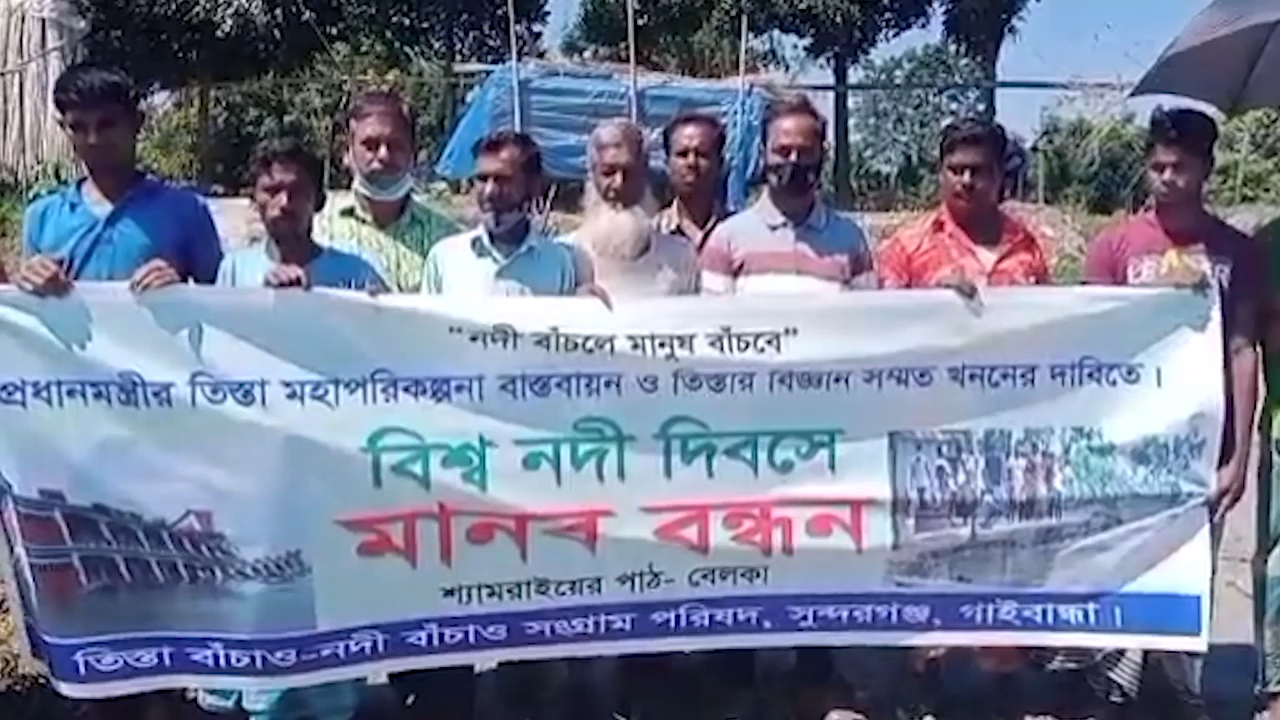 “নদী বাঁচলে মানুষ বাঁচবে”
প্রধানমন্ত্রীর তিস্তা মহাপরিকল্পনা বাস্তবায়ন ও তিস্তার বিজ্ঞান সম্মত খননের দাবিতে।
বিশ্ব নদী দিবসে
মানব বন্ধন
শ্যামরাইয়ের পাঠ- বেলকা
তিস্তা বাঁচাও-নদী বাঁচাও সংগ্রাম পরিষদ, সুন্দরগঞ্জ, গাইবান্ধা।